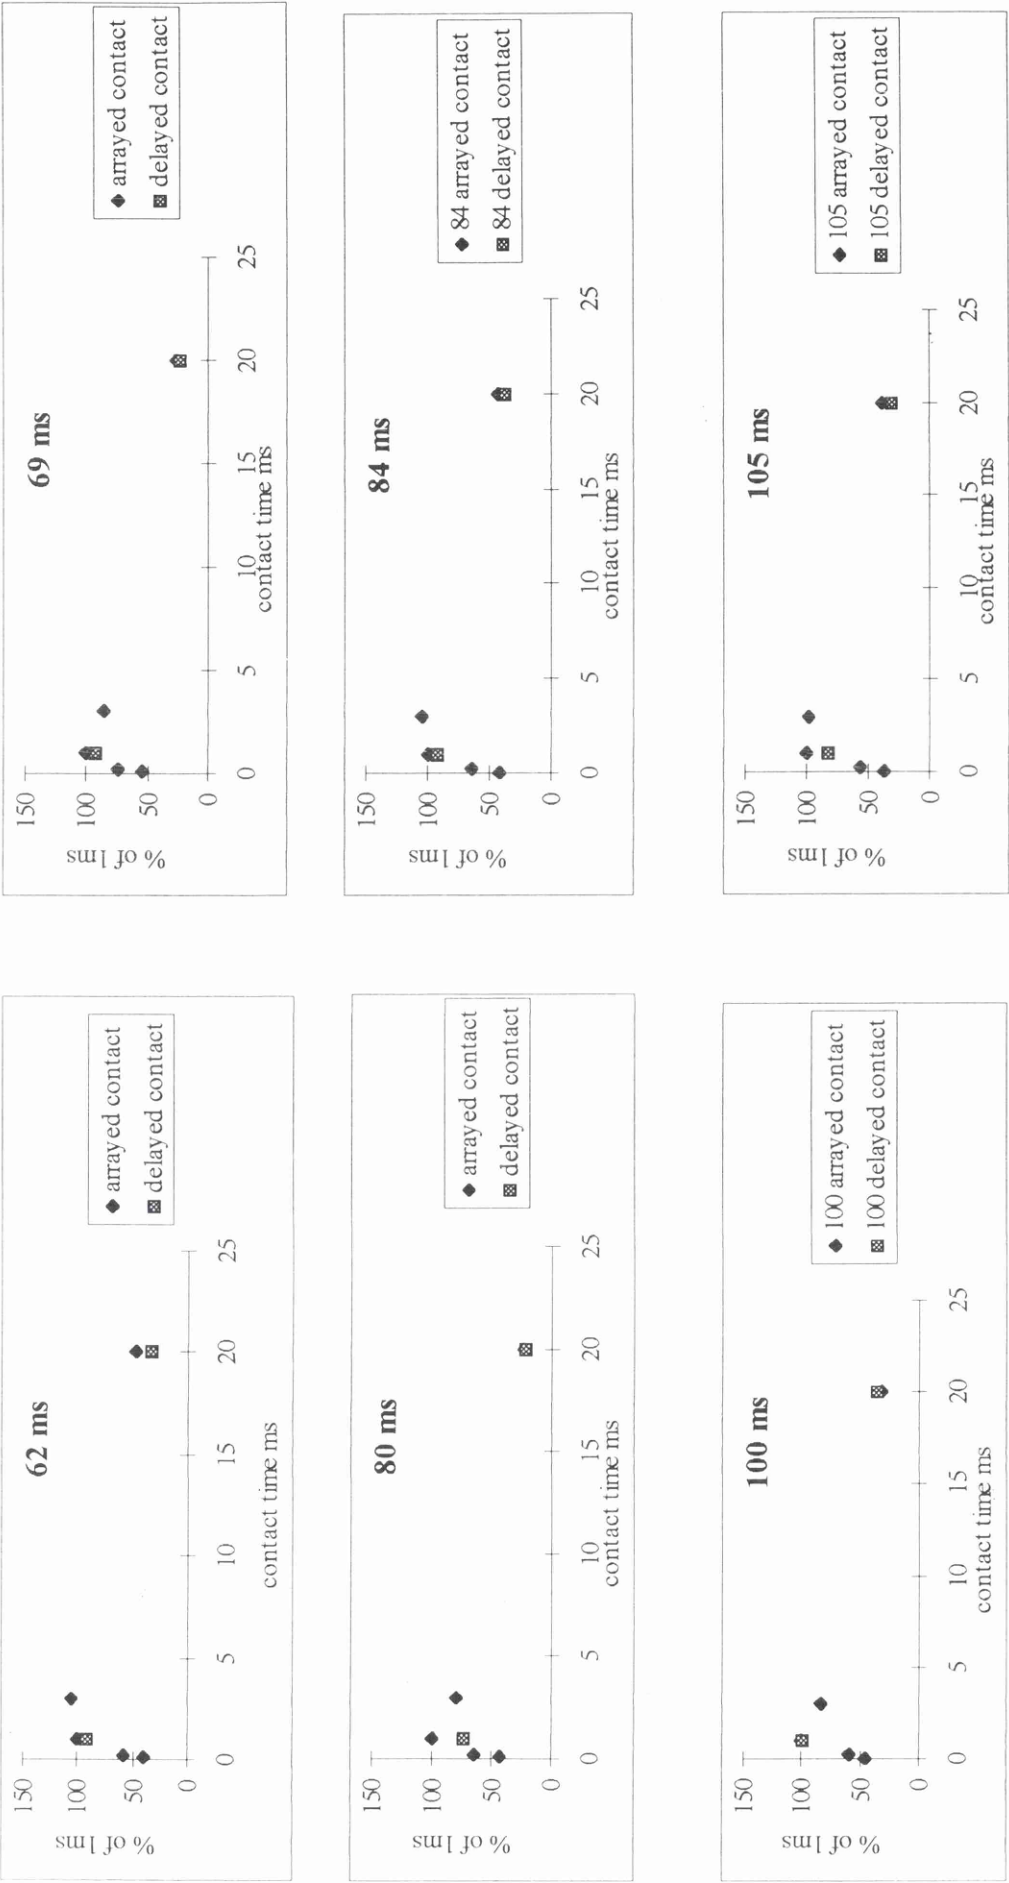 62 ms
% of 1ms
150
100
50
0
0
5
10
15
20
25
contact time ms
arrayed contact
delayed contact
69 ms
% of 1ms
150
100
50
0
0
5
10
15
20
25
contact time ms
arrayed contact
delayed contact
80 ms
% of 1ms
150
100
50
0
0
5
10
15
20
25
contact time ms
arrayed contact
delayed contact
84 ms
% of 1ms
150
100
50
0
0
5
10
15
20
25
contact time ms
84 arrayed contact
84 delayed contact
100 ms
% of 1ms
150
100
50
0
0
5
10
15
20
25
contact time ms
100 arrayed contact
100 delayed contact
105 ms
% of 1ms
150
100
50
0
0
5
10
15
20
25
contact time ms
105 arrayed contact
105 delayed contact